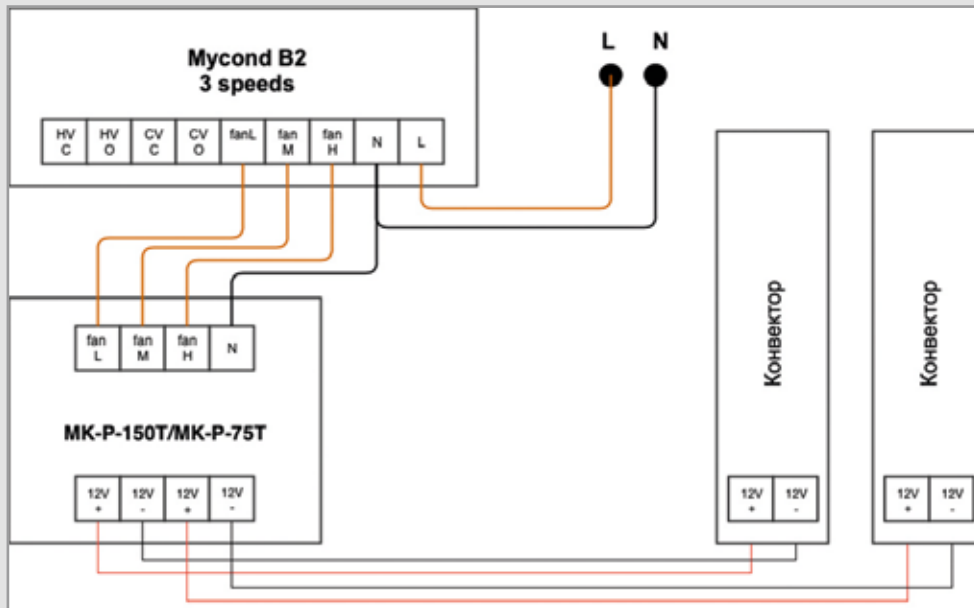 Mycond B2
3 speeds
L N
HV C
HV O
CV C
CV O
fanL
fan M
fan H
N
L
fan L
fan M
fan H
N
MK-P-150T/MK-P-75T
12V +
12V -
12V +
12V -
Конвектор
12V +
12V -
Конвектор
12V +
12V -